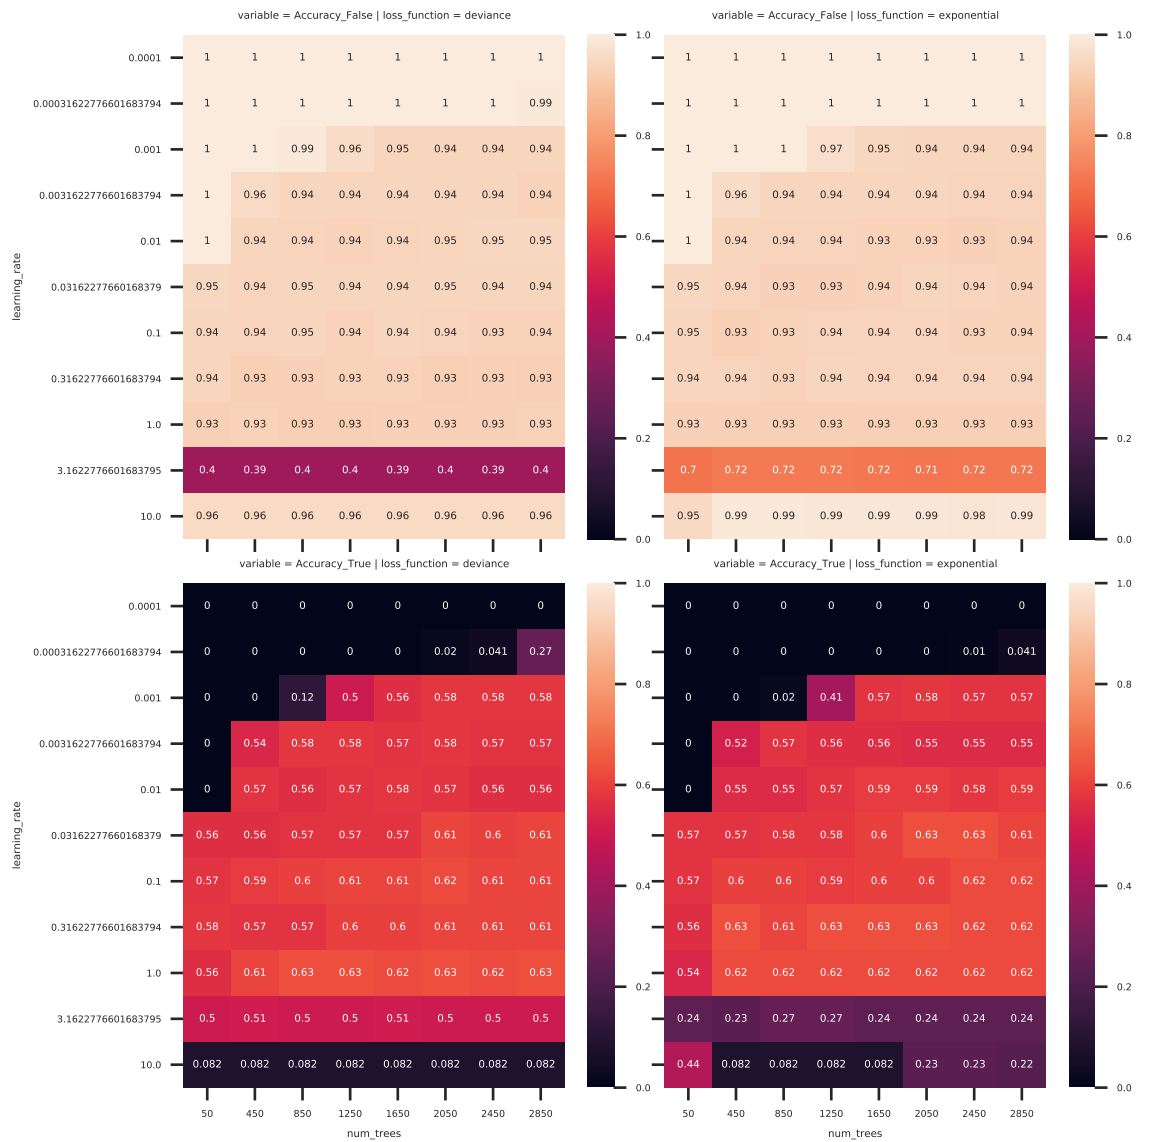 variable = Accuracy_False | loss_function = deviance
variable = Accuracy_False | loss_function = exponential
learning_rate
0.0001 1 1 1 1 1 1 1 1 1.0 1 1 1 1 1 1 1 1 1.0
0.00031622776601683794 1 1 1 1 1 1 1 0.99 1 1 1 1 1 1 1 1
0.8 0.8
0.001 1 1 0.99 0.96 0.95 0.94 0.94 0.94 1 1 1 0.97 0.95 0.94 0.94 0.94
0.0031622776601683794 1 0.96 0.94 0.94 0.94 0.94 0.94 0.94 1 0.96 0.94 0.94 0.94 0.94 0.94 0.94
0.01 1 0.94 0.94 0.94 0.94 0.95 0.95 0.95 0.6 1 0.94 0.94 0.94 0.93 0.93 0.93 0.94 0.6
0.03162277660168379 0.95 0.94 0.95 0.94 0.94 0.95 0.94 0.94 0.95 0.94 0.93 0.93 0.94 0.94 0.94 0.94
0.1 0.94 0.94 0.95 0.94 0.94 0.94 0.93 0.94 0.4 0.95 0.93 0.93 0.94 0.94 0.94 0.93 0.94 0.4
0.31622776601683794 0.94 0.93 0.93 0.93 0.93 0.93 0.93 0.93 0.94 0.94 0.93 0.94 0.94 0.94 0.94 0.94
1.0 0.93 0.93 0.93 0.93 0.93 0.93 0.93 0.93 0.93 0.93 0.93 0.93 0.93 0.93 0.93 0.93
0.2 0.2
3.1622776601683795 0.4 0.39 0.4 0.4 0.39 0.4 0.39 0.4 0.7 0.72 0.72 0.72 0.72 0.71 0.72 0.72
10.0 0.96 0.96 0.96 0.96 0.96 0.96 0.96 0.96 0.95 0.99 0.99 0.99 0.99 0.99 0.98 0.99
0.0 0.0
variable = Accuracy_True | loss_function = deviance
variable = Accuracy_True | loss_function = exponential
learning_rate
0.0001 0 0 0 0 0 0 0 0 1.0 0 0 0 0 0 0 0 0 1.0
0.00031622776601683794 0 0 0 0 0 0.02 0.041 0.27 0 0 0 0 0 0 0.01 0.041
0.8 0.8
0.001 0 0 0.12 0.5 0.56 0.58 0.58 0.58 0 0 0.02 0.41 0.57 0.58 0.57 0.57
0.0031622776601683794 0 0.54 0.58 0.58 0.57 0.58 0.57 0.57 0 0.52 0.57 0.56 0.56 0.55 0.55 0.55
0.01 0 0.57 0.56 0.57 0.58 0.57 0.56 0.56 0.6 0 0.55 0.55 0.57 0.59 0.59 0.58 0.59 0.6
0.03162277660168379 0.56 0.56 0.57 0.57 0.57 0.61 0.6 0.61 0.57 0.57 0.58 0.58 0.6 0.63 0.63 0.61
0.1 0.57 0.59 0.6 0.61 0.61 0.62 0.61 0.61 0.4 0.57 0.6 0.6 0.59 0.6 0.6 0.62 0.62 0.4
0.31622776601683794 0.58 0.57 0.57 0.6 0.6 0.61 0.61 0.61 0.56 0.63 0.61 0.63 0.63 0.63 0.62 0.62
1.0 0.56 0.61 0.63 0.63 0.62 0.63 0.62 0.63 0.54 0.62 0.62 0.62 0.62 0.62 0.62 0.62
0.2 0.2
3.1622776601683795 0.5 0.51 0.5 0.5 0.51 0.5 0.5 0.5 0.24 0.23 0.27 0.27 0.24 0.24 0.24 0.24
10.0 0.082 0.082 0.082 0.082 0.082 0.082 0.082 0.082 0.44 0.082 0.082 0.082 0.082 0.23 0.23 0.22
0.0 0.0
50 450 850 1250 1650 2050 2450 2850 50 450 850 1250 1650 2050 2450 2850
num_trees num_trees